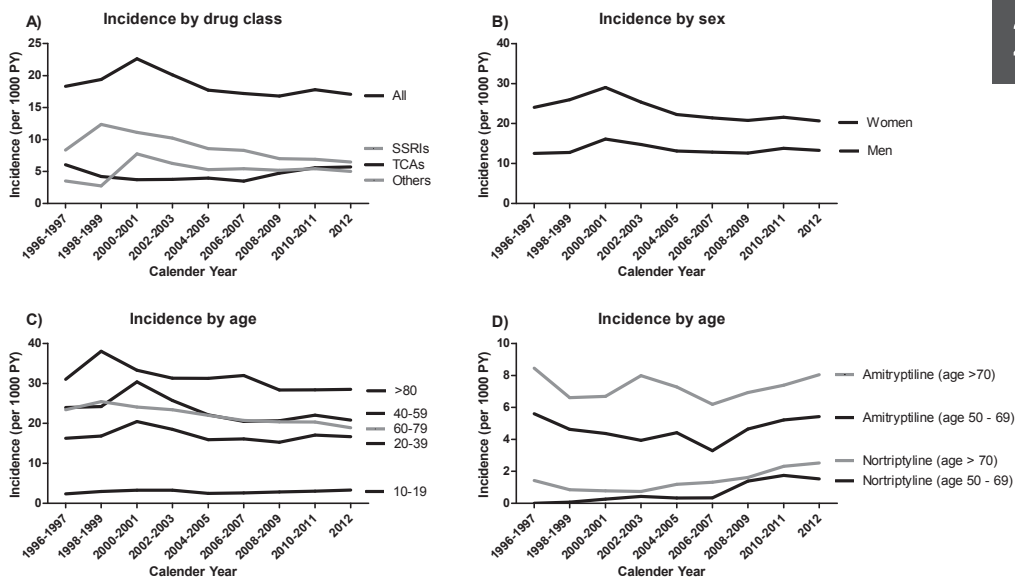 A) Incidence by drug class
Incidence (per 1000 PY)
25
20
15
10
5
0
All
SSRIs
TCAs
Others
1996-1997
1998-1999
2000-2001
2002-2003
2004-2005
2006-2007
2008-2009
2010-2011
2012
Calender Year
B) Incidence by sex
Incidence (per 1000 PY)
40
30
20
10
0
Women
Men
1996-1997
1998-1999
2000-2001
2002-2003
2004-2005
2006-2007
2008-2009
2010-2011
2012
Calender Year
C) Incidence by age
Incidence (per 1000 PY)
40
30
20
10
0
>80
40-59
60-79
20-39
10-19
1996-1997
1998-1999
2000-2001
2002-2003
2004-2005
2006-2007
2008-2009
2010-2011
2012
Calender Year
D) Incidence by age
Incidence (per 1000 PY)
10
8
6
4
2
0
Amitryptiline (age >70)
Amitryptiline (age 50 - 69)
Nortriptyline (age > 70)
Nortriptyline (age 50 - 69)
1996-1997
1998-1999
2000-2001
2002-2003
2004-2005
2006-2007
2008-2009
2010-2011
2012
Calender Year